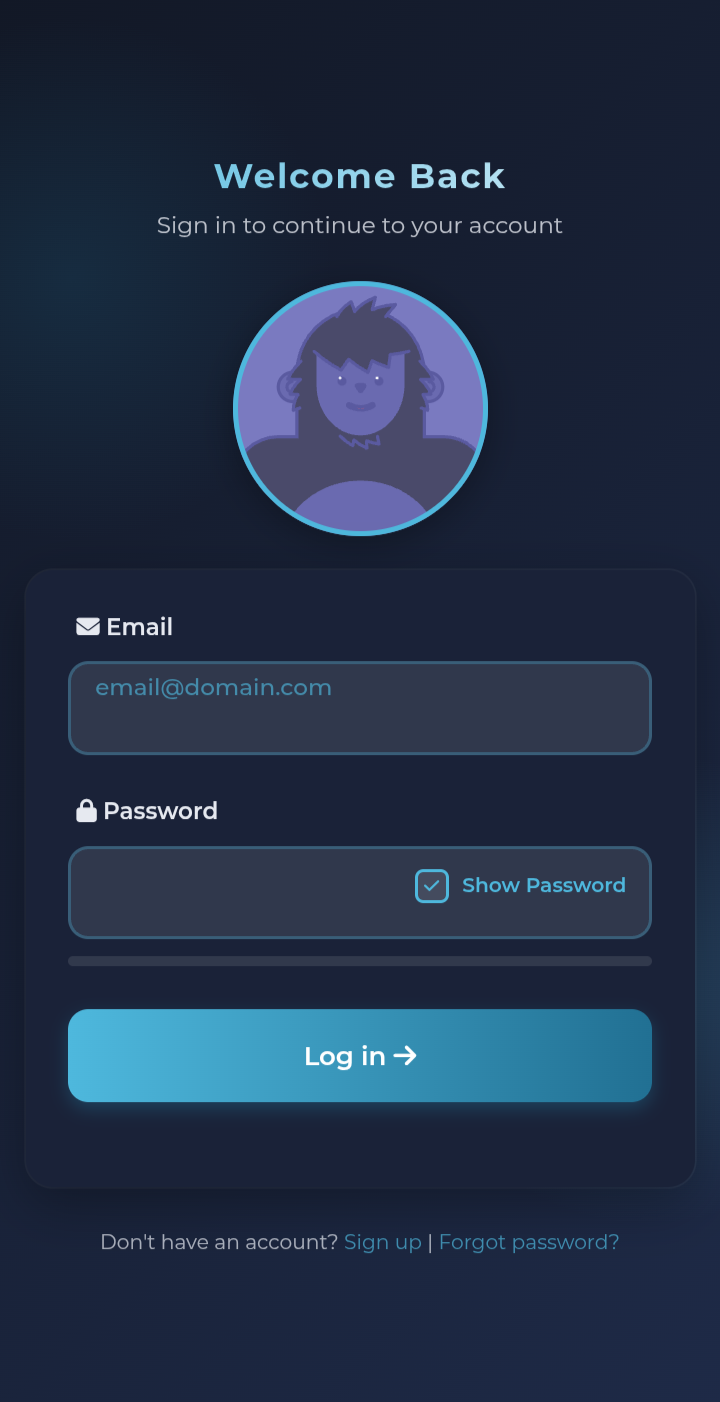 Welcome Back
Sign in to continue to your account
Email
email@domain.com
Password
Show Password
Log in
Don't have an account? Sign up | Forgot password?